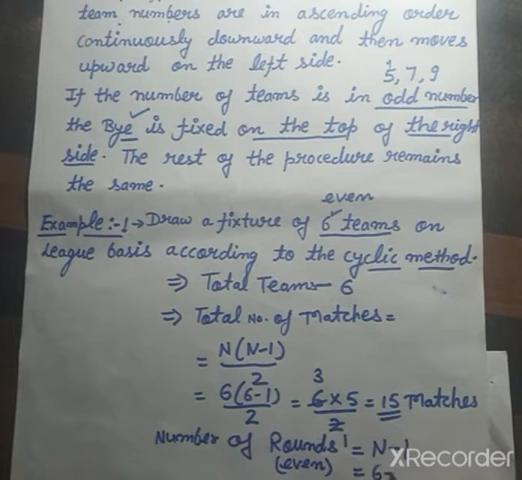 team numbers are in ascending order
continuously downward and then moves
upward on the left side.
5, 7, 9
If the number of teams is in odd number
the Bye is fixed on the top of the right
side. The rest of the procedure remains
the same.
even
Example:-1→ Draw a fixture of 6 teams on
League basis according to the cyclic method.
⇒ Total Teams- 6
⇒ Total No. of Matches=
= N(N-1)
2
3
= 6(6-1) = 6 x 5 = 15 Matches
2 2
Number of Rounds = N-1
(even) = 6-
XRecorder